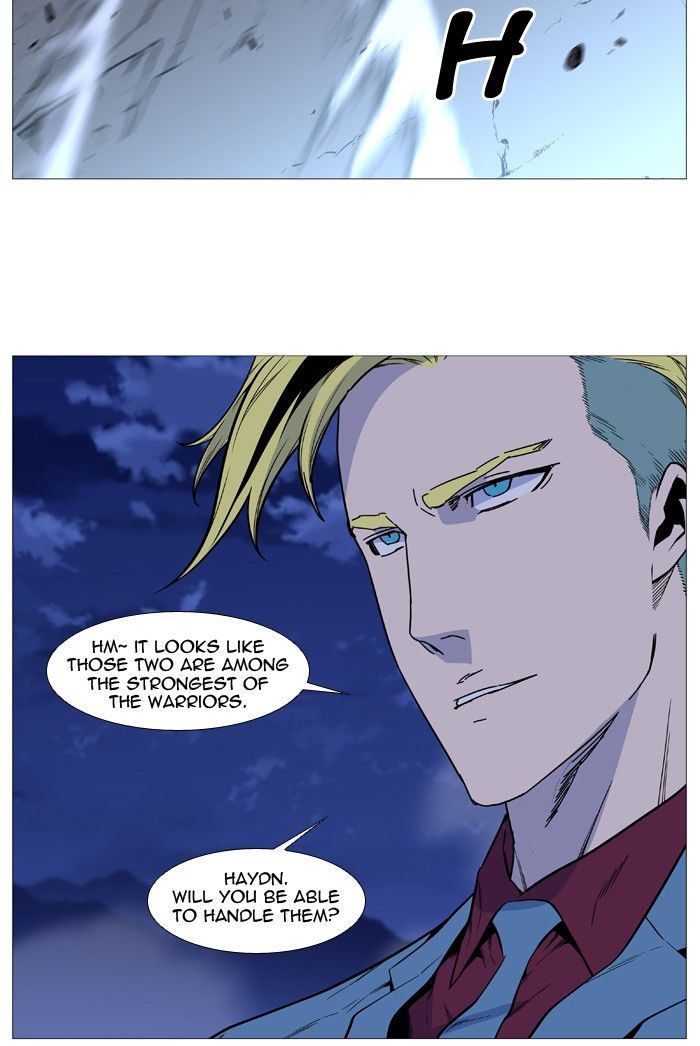 H
HM~ IT LOOKS LIKE
THOSE TWO ARE AMONG
THE STRONGEST OF
THE WARRIORS.
HAYDN.
WILL YOU BE ABLE
TO HANDLE THEM?